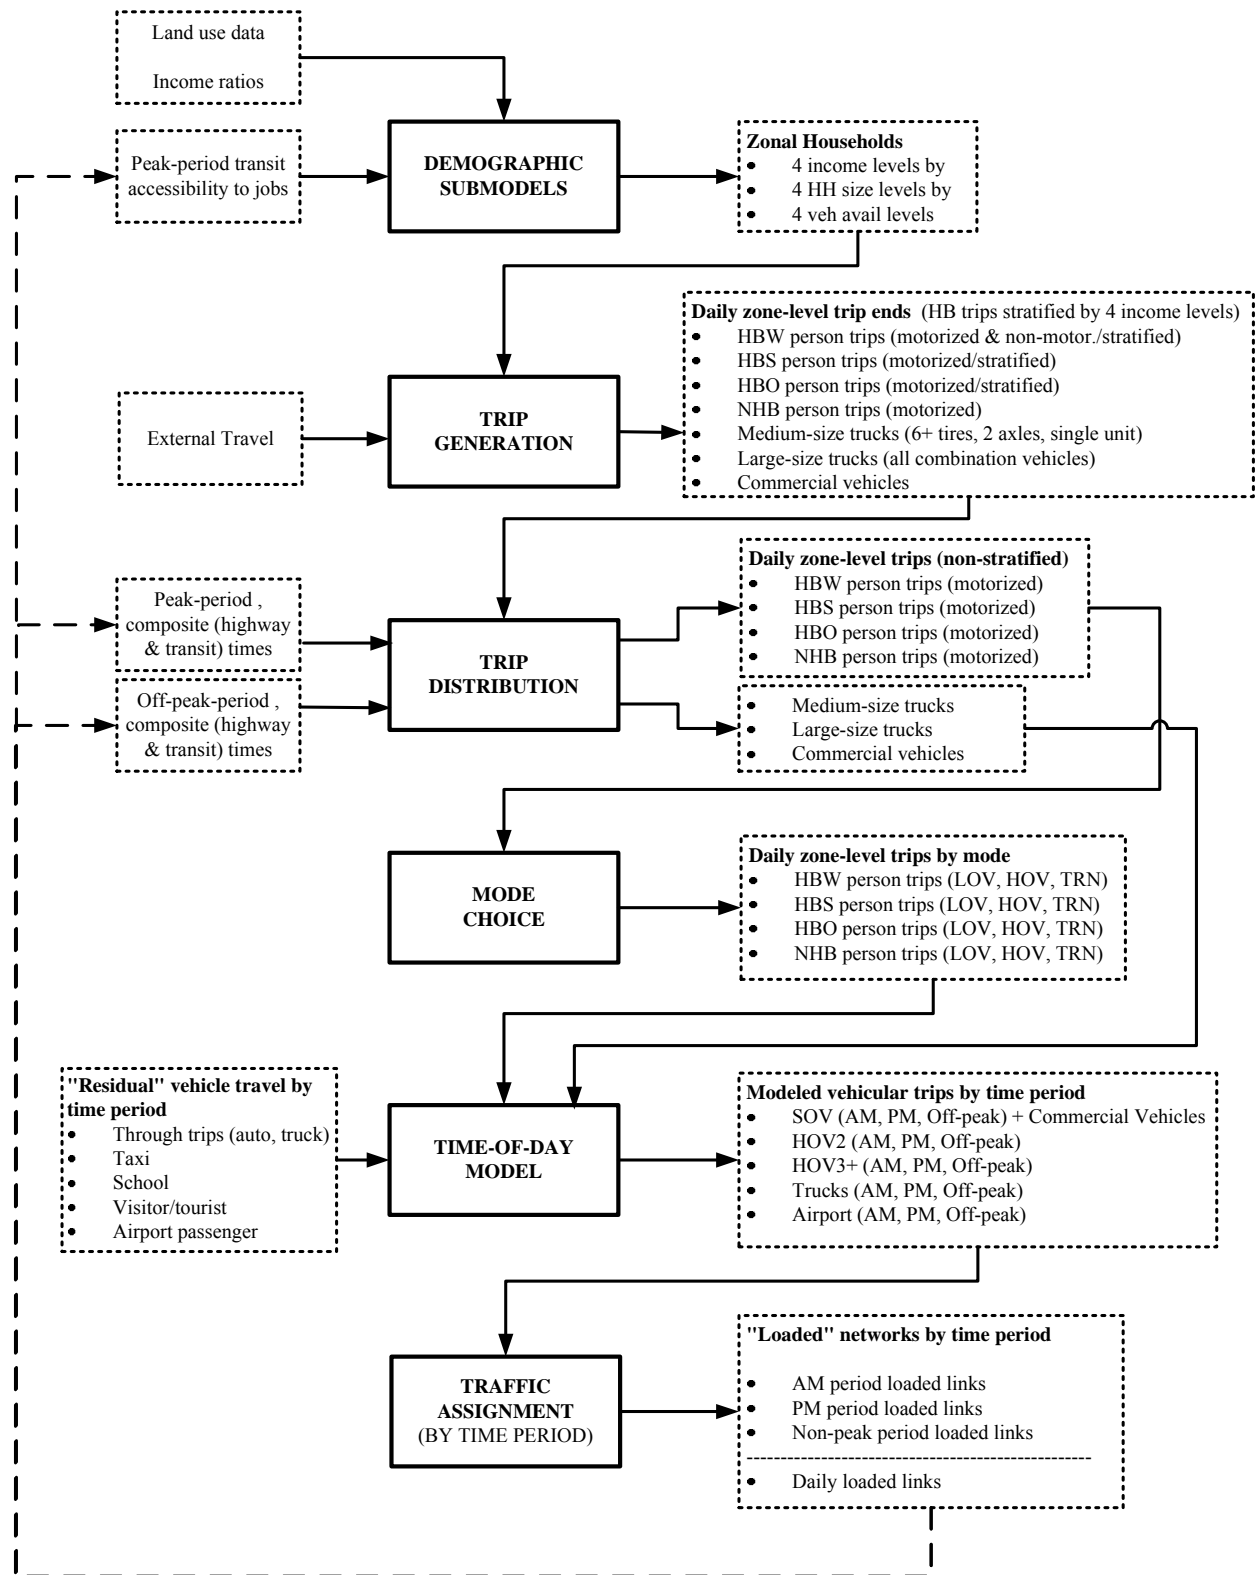 Land use data
Income ratios
Peak-period transit
accessibility to jobs
DEMOGRAPHIC
SUBMODELS
Zonal Households
• 4 income levels by
• 4 HH size levels by
• 4 veh avail levels
Daily zone-level trip ends (HB trips stratified by 4 income levels)
• HBW person trips (motorized & non-motor./stratified)
• HBS person trips (motorized/stratified)
• HBO person trips (motorized/stratified)
• NHB person trips (motorized)
• Medium-size trucks (6+ tires, 2 axles, single unit)
• Large-size trucks (all combination vehicles)
• Commercial vehicles
External Travel
TRIP
GENERATION
Peak-period ,
composite (highway
& transit) times
Off-peak-period ,
composite (highway
& transit) times
TRIP
DISTRIBUTION
Daily zone-level trips (non-stratified)
• HBW person trips (motorized)
• HBS person trips (motorized)
• HBO person trips (motorized)
• NHB person trips (motorized)
• Medium-size trucks
• Large-size trucks
• Commercial vehicles
MODE
CHOICE
Daily zone-level trips by mode
• HBW person trips (LOV, HOV, TRN)
• HBS person trips (LOV, HOV, TRN)
• HBO person trips (LOV, HOV, TRN)
• NHB person trips (LOV, HOV, TRN)
"Residual" vehicle travel by
time period
• Through trips (auto, truck)
• Taxi
• School
• Visitor/tourist
• Airport passenger
TIME-OF-DAY
MODEL
Modeled vehicular trips by time period
• SOV (AM, PM, Off-peak) + Commercial Vehicles
• HOV2 (AM, PM, Off-peak)
• HOV3+ (AM, PM, Off-peak)
• Trucks (AM, PM, Off-peak)
• Airport (AM, PM, Off-peak)
TRAFFIC
ASSIGNMENT
(BY TIME PERIOD)
"Loaded" networks by time period
• AM period loaded links
• PM period loaded links
• Non-peak period loaded links
• Daily loaded links